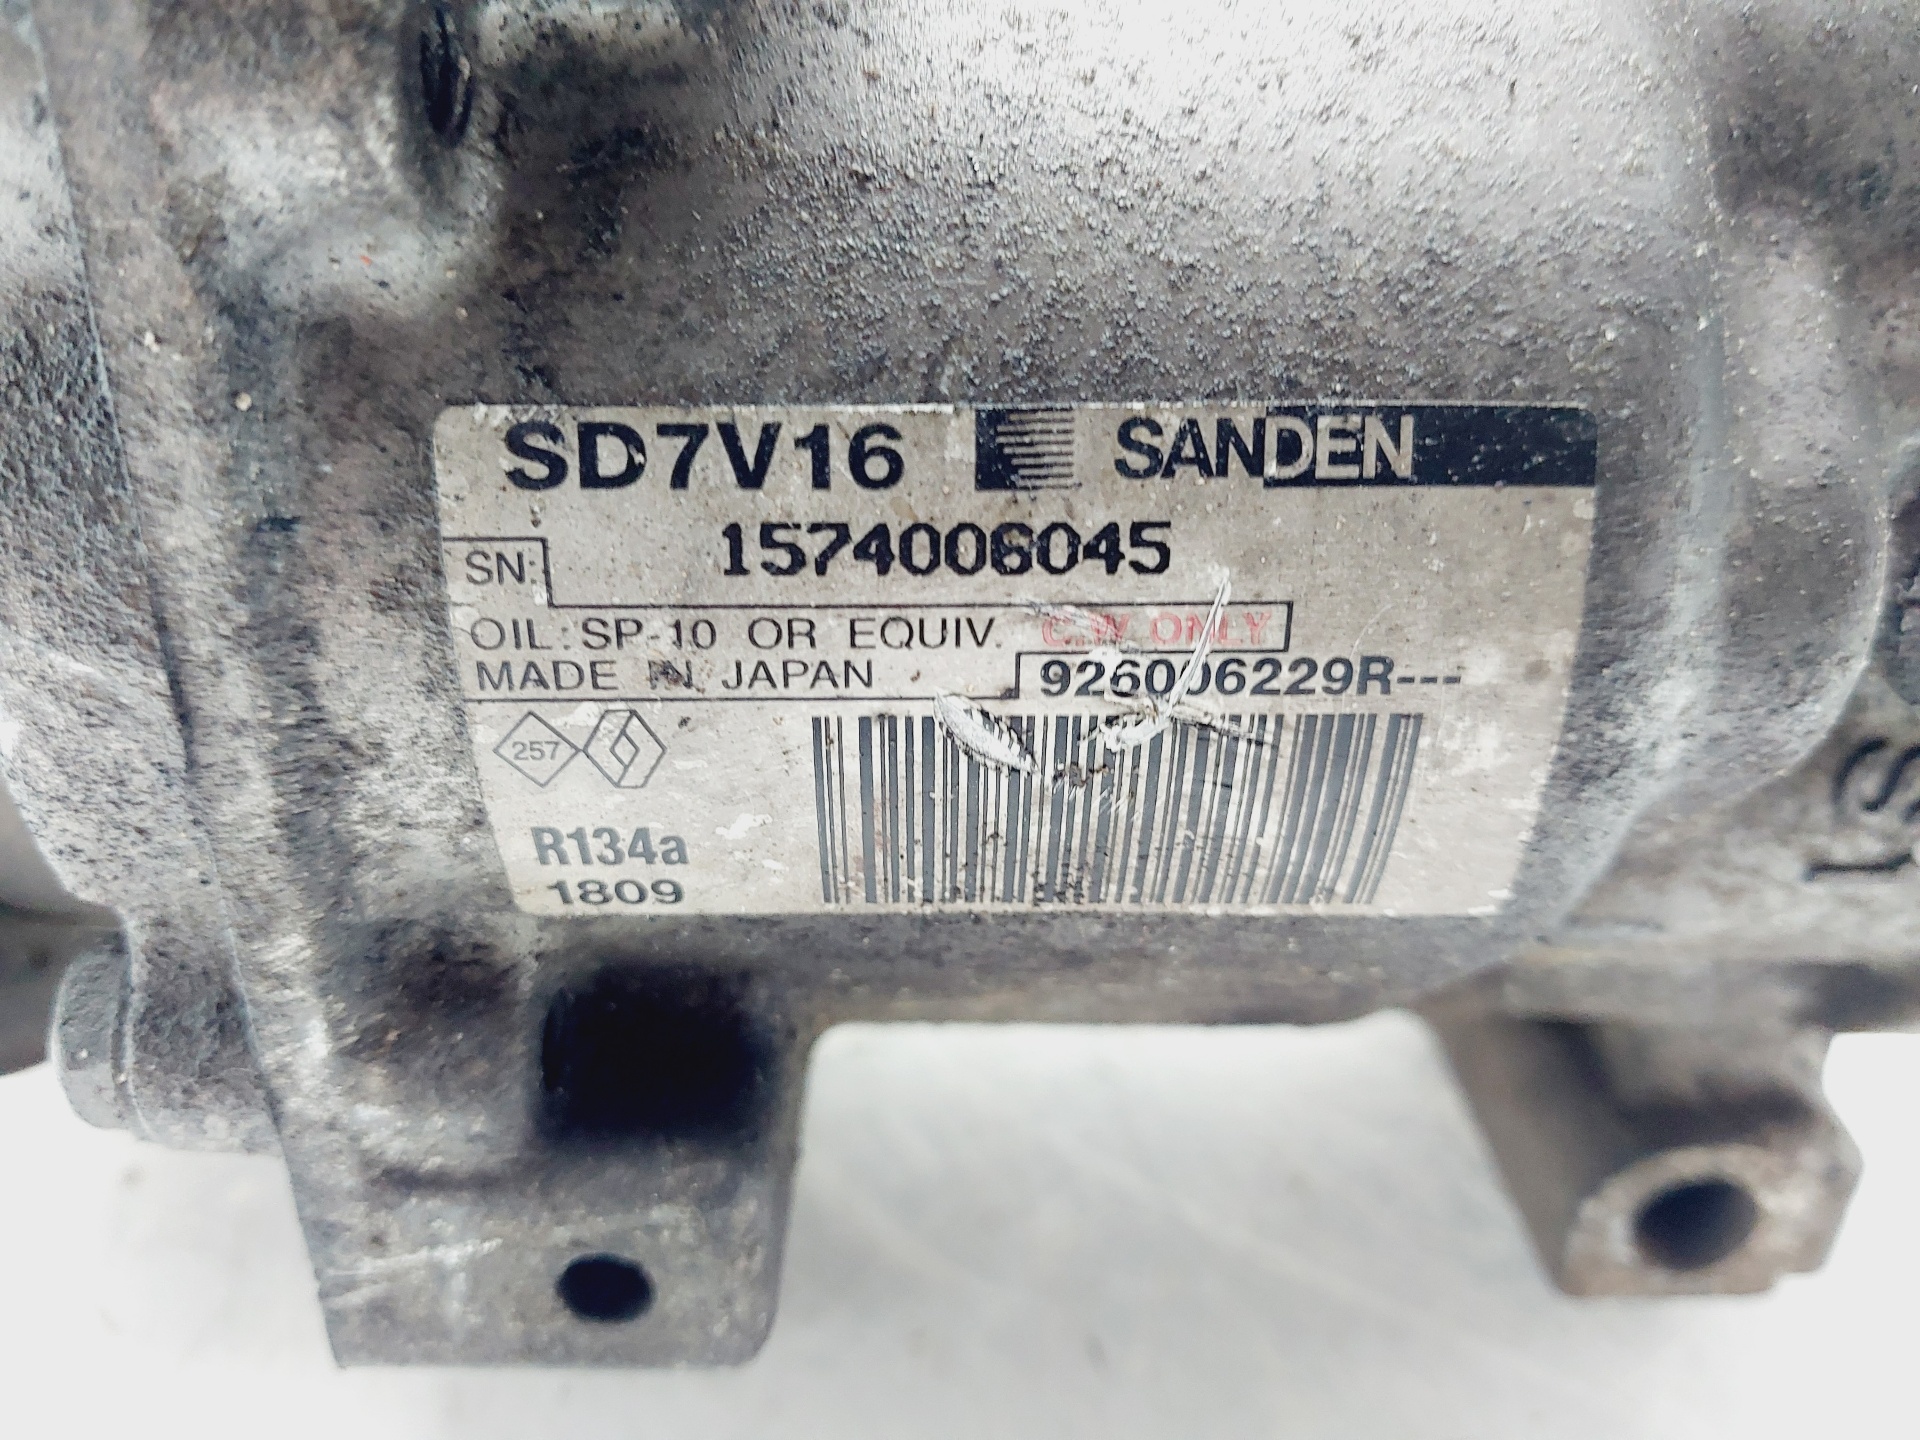 SD7V16 SANDEN
SN: 1574006045
OIL: SP-10 OR EQUIV. C.W ONLY
MADE IN JAPAN 926006229R---
257
R134a
1809